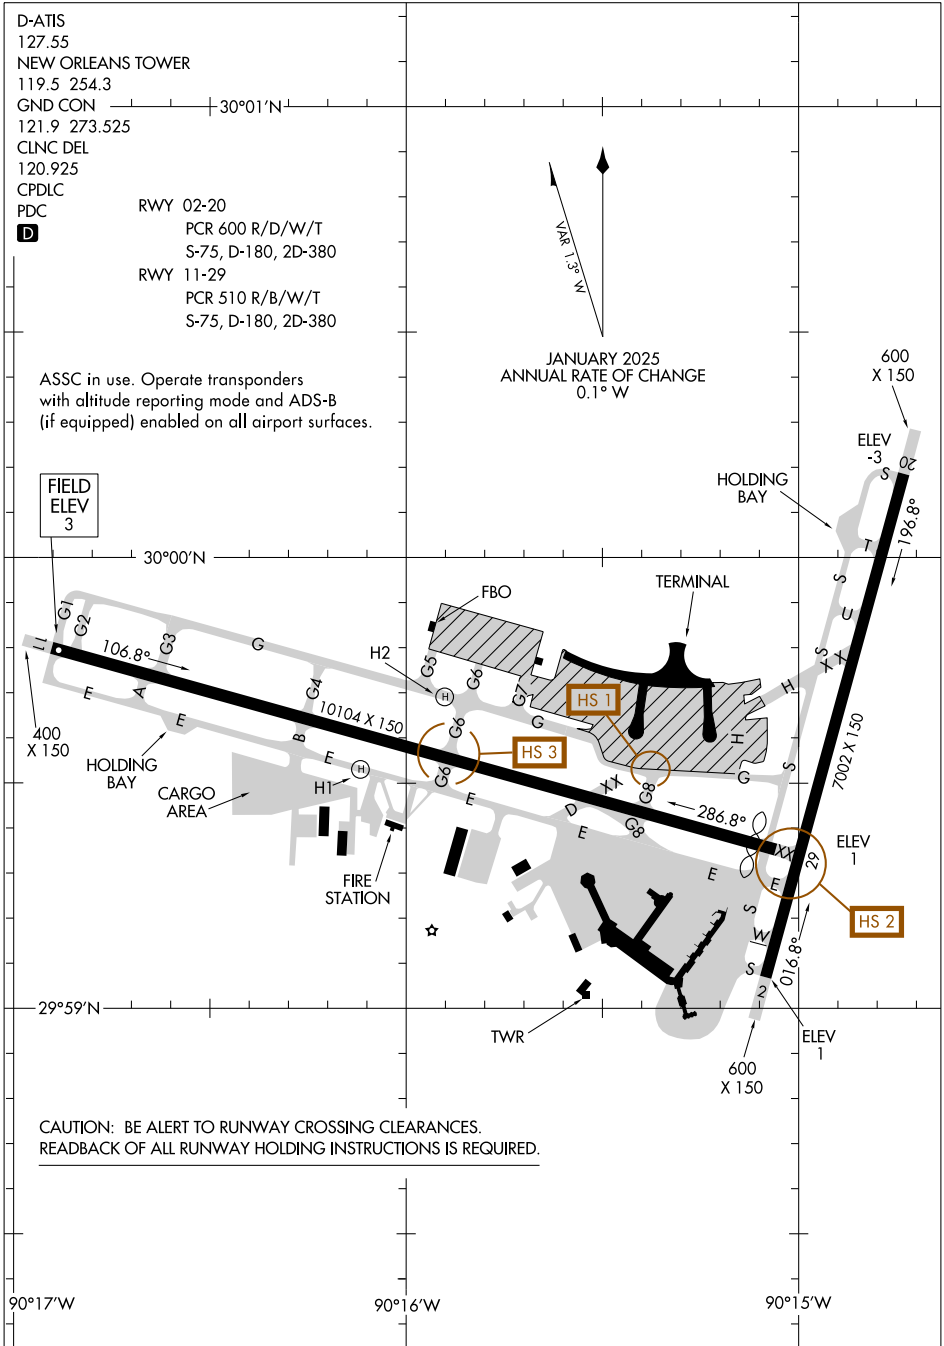 D-ATIS
127.55
NEW ORLEANS TOWER
119.5 254.3
GND CON
121.9 273.525
CLNC DEL
120.925
CPDLC
PDC
D
30°01'N
RWY 02-20
PCR 600 R/D/W/T
S-75, D-180, 2D-380
RWY 11-29
PCR 510 R/B/W/T
S-75, D-180, 2D-380
VAR 1.3° W
JANUARY 2025
ANNUAL RATE OF CHANGE
0.1° W
ASSC in use. Operate transponders
with altitude reporting mode and ADS-B
(if equipped) enabled on all airport surfaces.
600
X 150
ELEV
-3
20
S
HOLDING
BAY
196.8°
FIELD
ELEV
3
30°00'N
T
S
U
S
XX
H
TERMINAL
FBO
G1
G2
G3
G
11
106.8°
H2
H
G5
G6
G7
G4
G
HS 1
E
A
E
10104 X 150
G6
HS 3
H
400
X 150
HOLDING
BAY
B
E
H1
H
G6
E
XX
G8
G
S
7002 X 150
CARGO
AREA
D
E
G8
286.8°
ELEV
1
XX
29
FIRE
STATION
E
E
S
HS 2
W
S
016.8°
2
29°59'N
TWR
ELEV
1
600
X 150
CAUTION: BE ALERT TO RUNWAY CROSSING CLEARANCES.
READBACK OF ALL RUNWAY HOLDING INSTRUCTIONS IS REQUIRED.
90°17'W
90°16'W
90°15'W